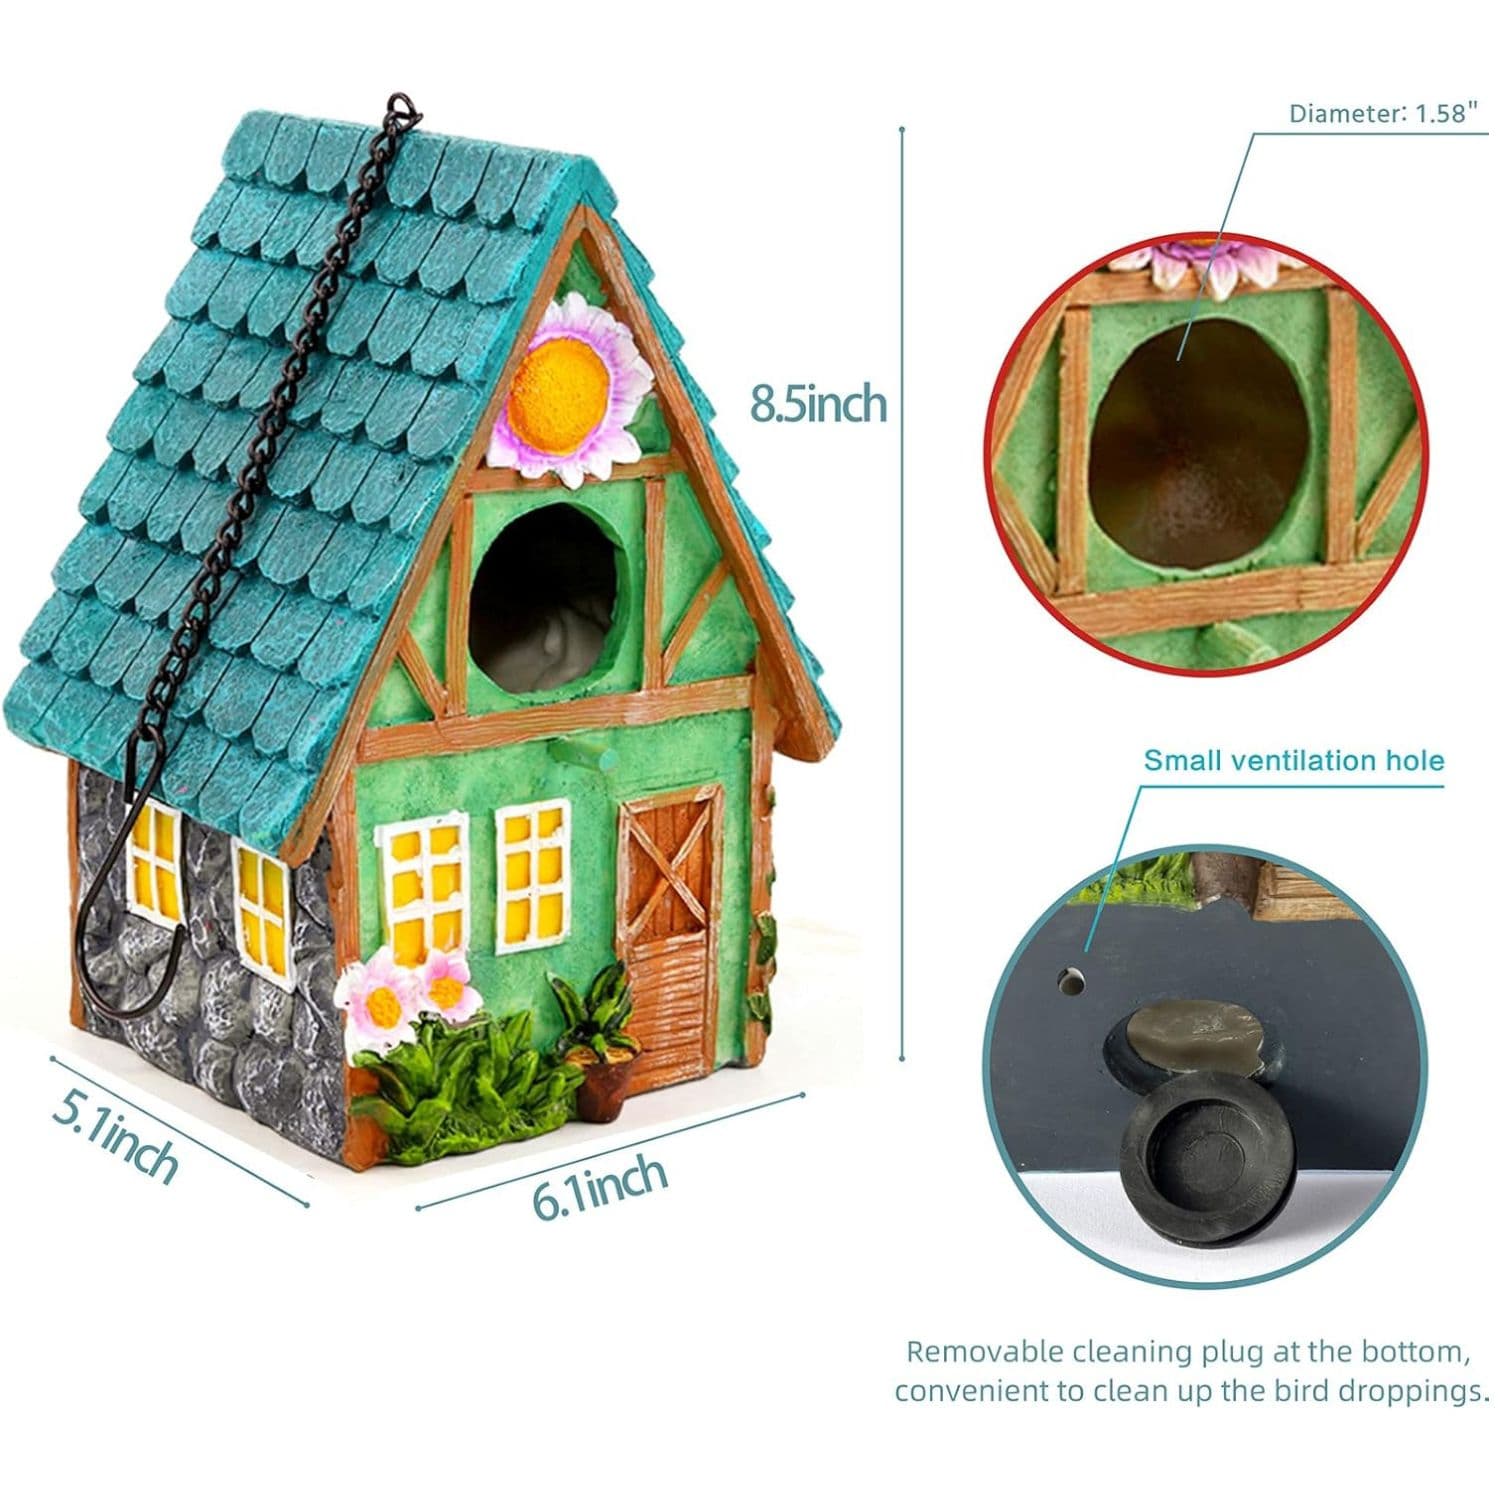 Diameter: 1.58"
8.5inch
Small ventilation hole
5.1inch
6.1inch
Removable cleaning plug at the bottom,
convenient to clean up the bird droppings.